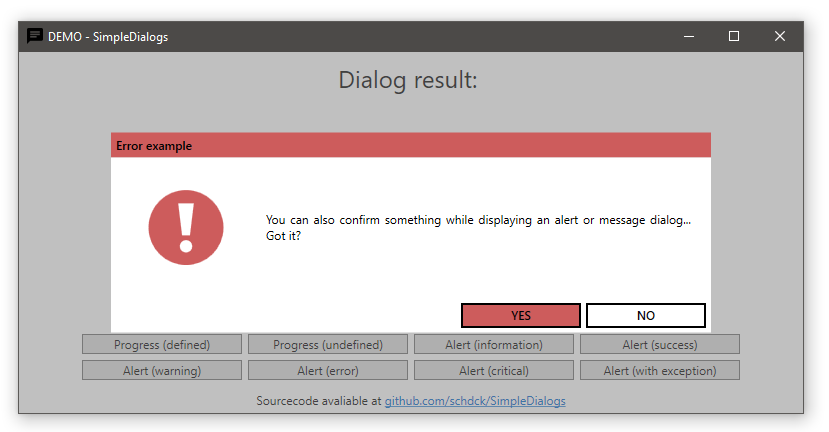 DEMO - SimpleDialogs
Dialog result:
Error example
You can also confirm something while displaying an alert or message dialog...
Got it?
YES NO
Progress (defined) Progress (undefined) Alert (information) Alert (success)
Alert (warning) Alert (error) Alert (critical) Alert (with exception)
Sourcecode avaliable at github.com/schdck/SimpleDialogs